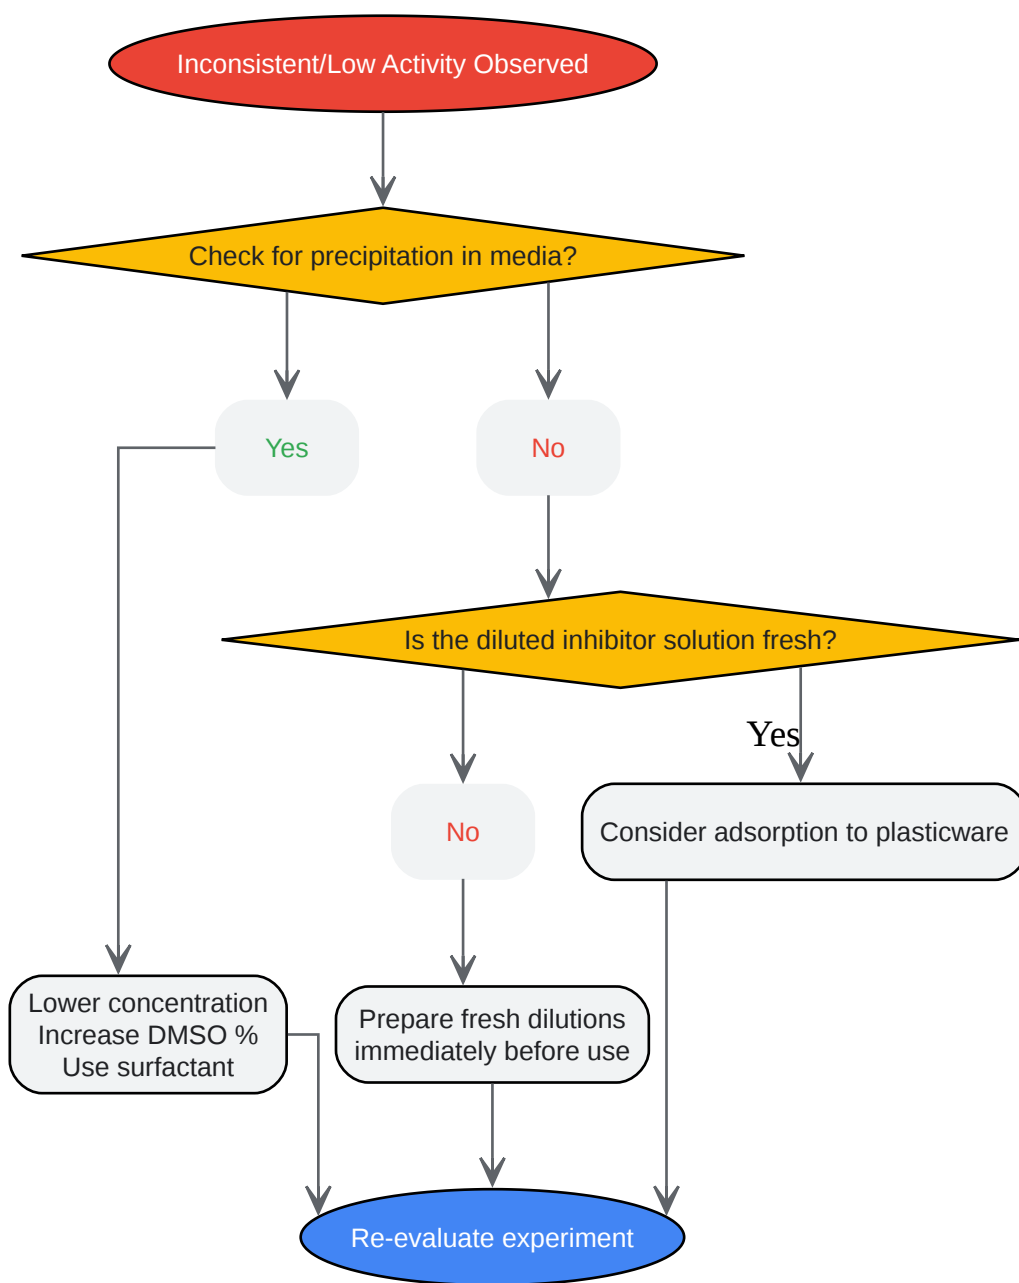 Inconsistent/Low Activity Observed
Check for precipitation in media?
Yes
No
Is the diluted inhibitor solution fresh?
Yes
No
Consider adsorption to plasticware
Lower concentration
Increase DMSO %
Use surfactant
Prepare fresh dilutions
immediately before use
Re-evaluate experiment